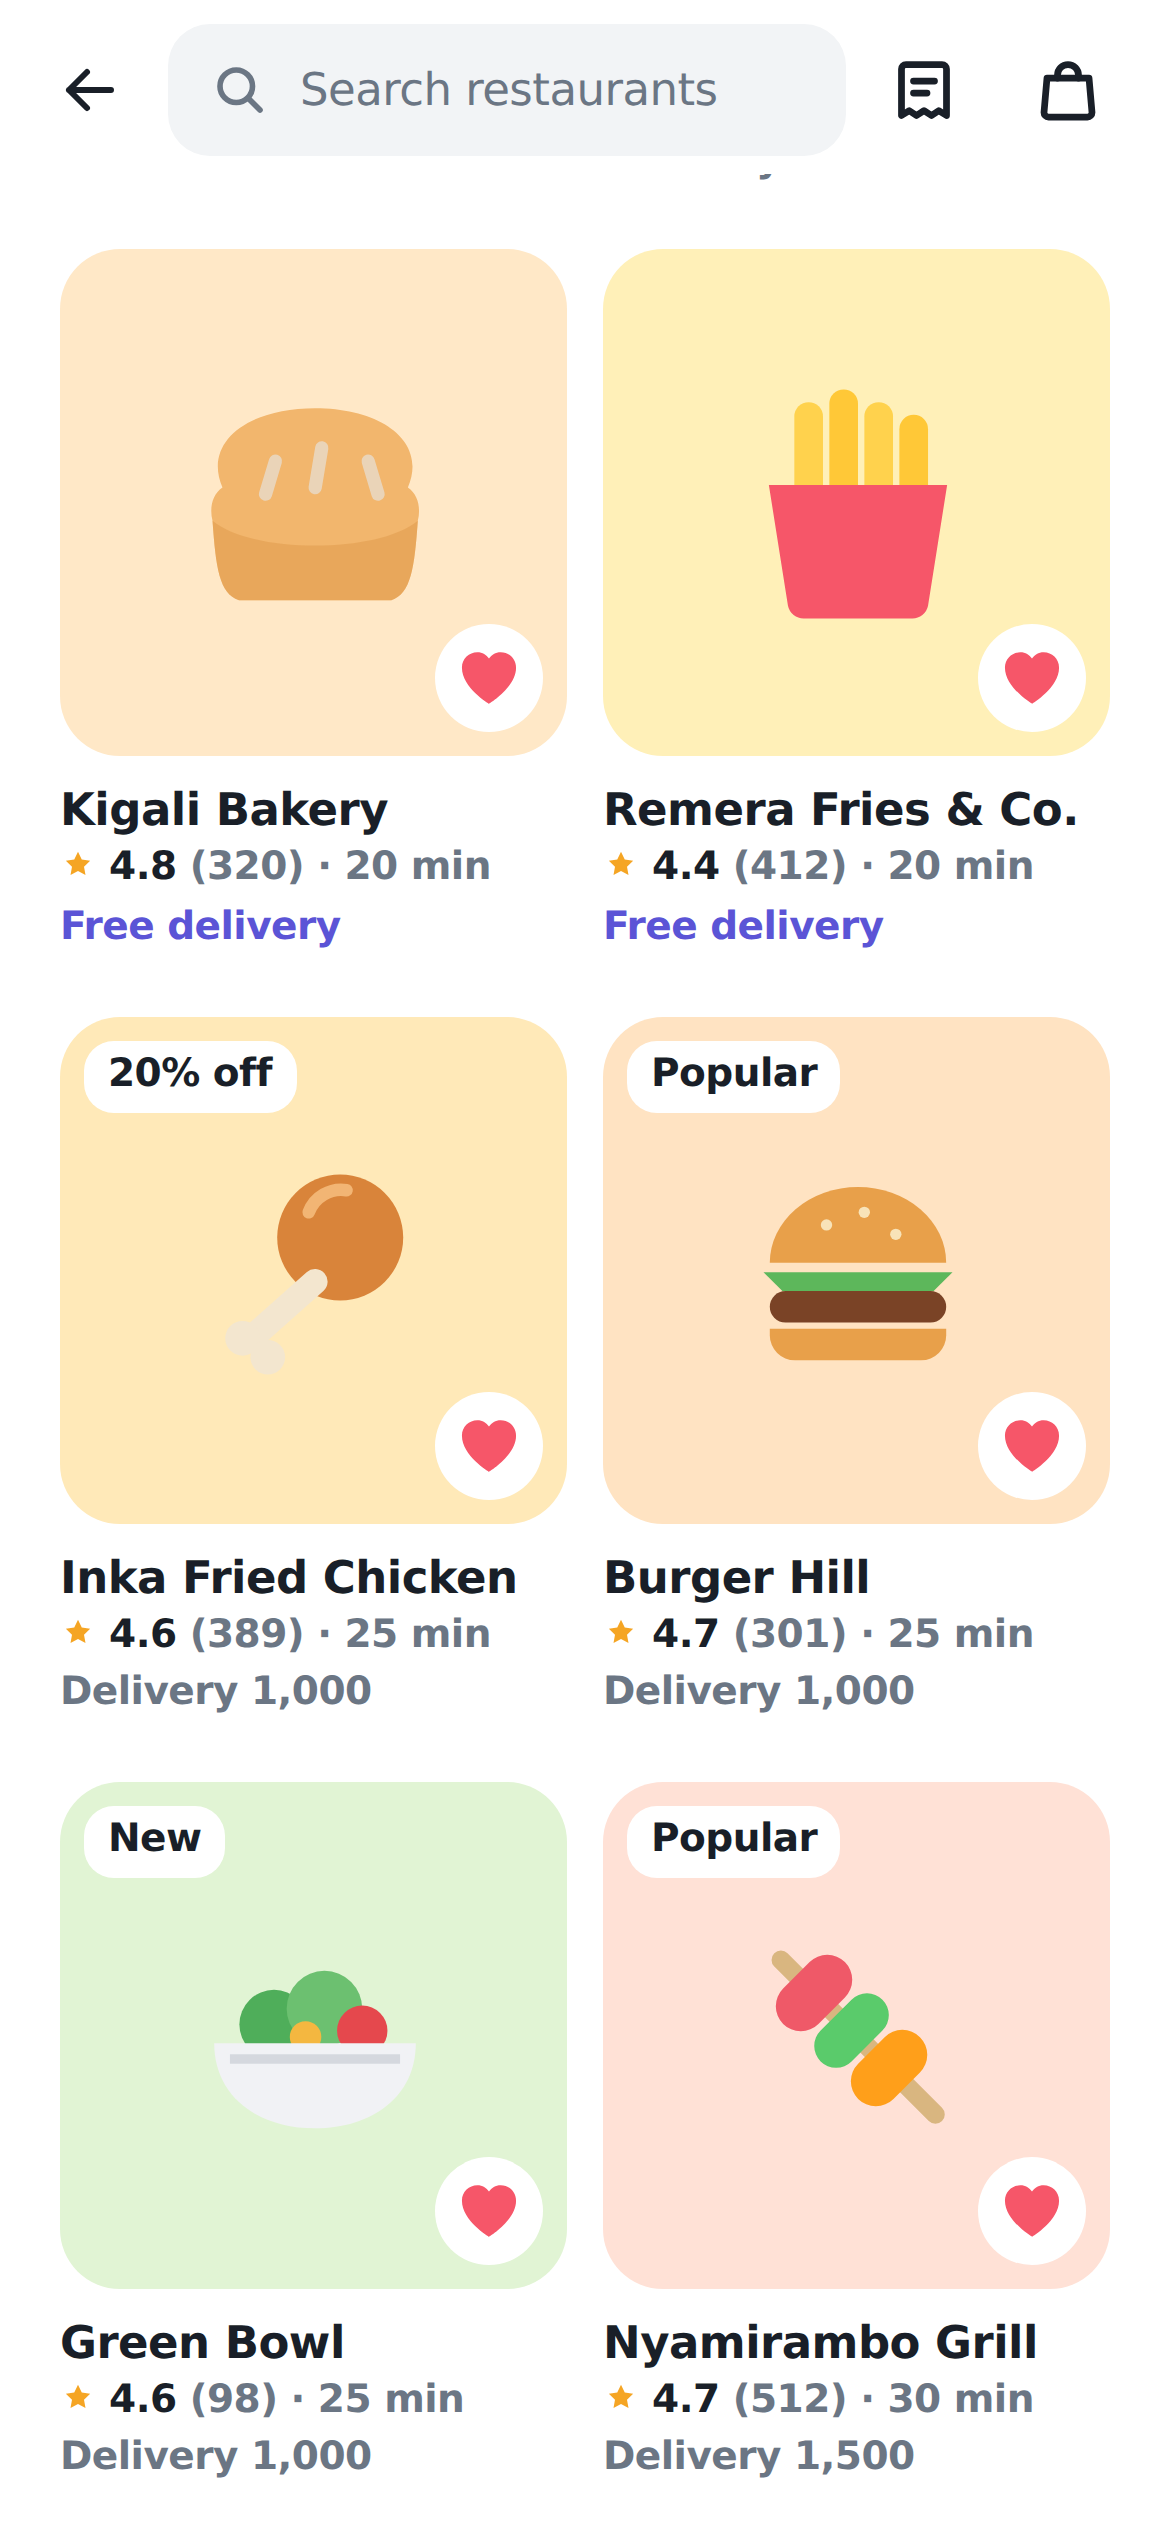 Search restaurants
Kigali Bakery
4.8 (320) · 20 min
Free delivery
Remera Fries & Co.
4.4 (412) · 20 min
Free delivery
20% off
Inka Fried Chicken
4.6 (389) · 25 min
Delivery 1,000
Popular
Burger Hill
4.7 (301) · 25 min
Delivery 1,000
New
Green Bowl
4.6 (98) · 25 min
Delivery 1,000
Popular
Nyamirambo Grill
4.7 (512) · 30 min
Delivery 1,500